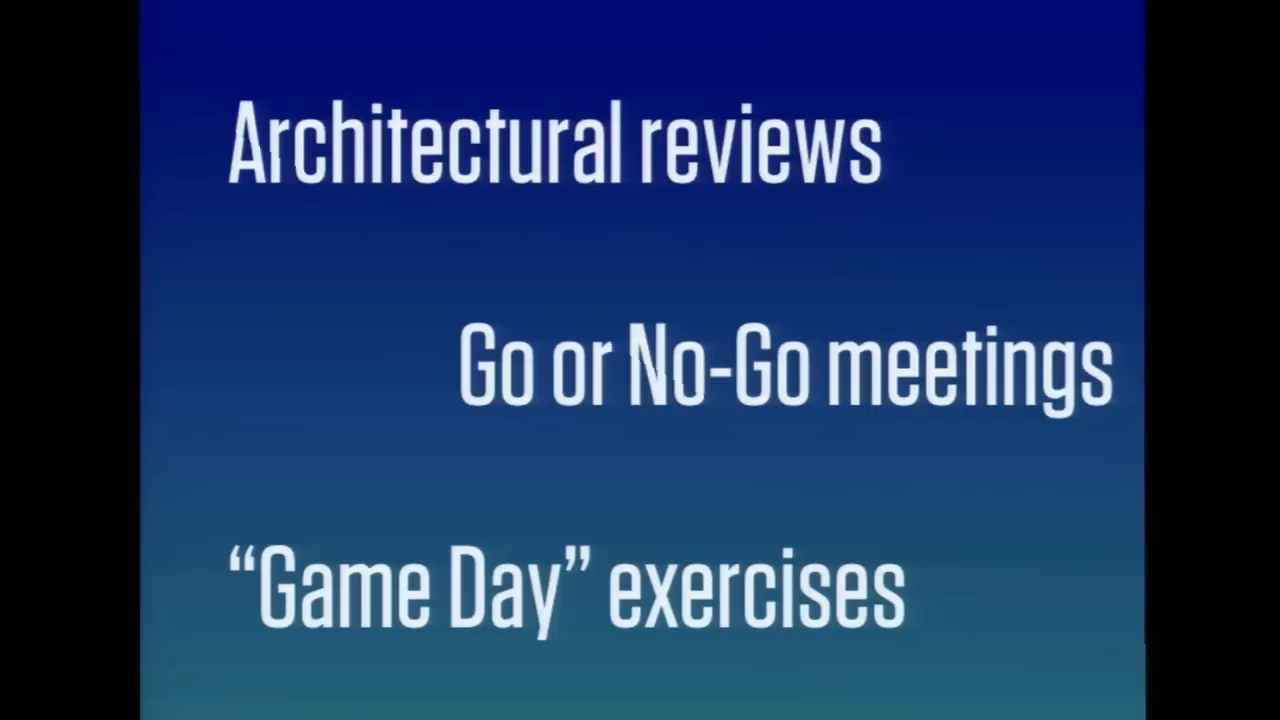 Architectural reviews
Go or No-Go meetings
“Game Day” exercises